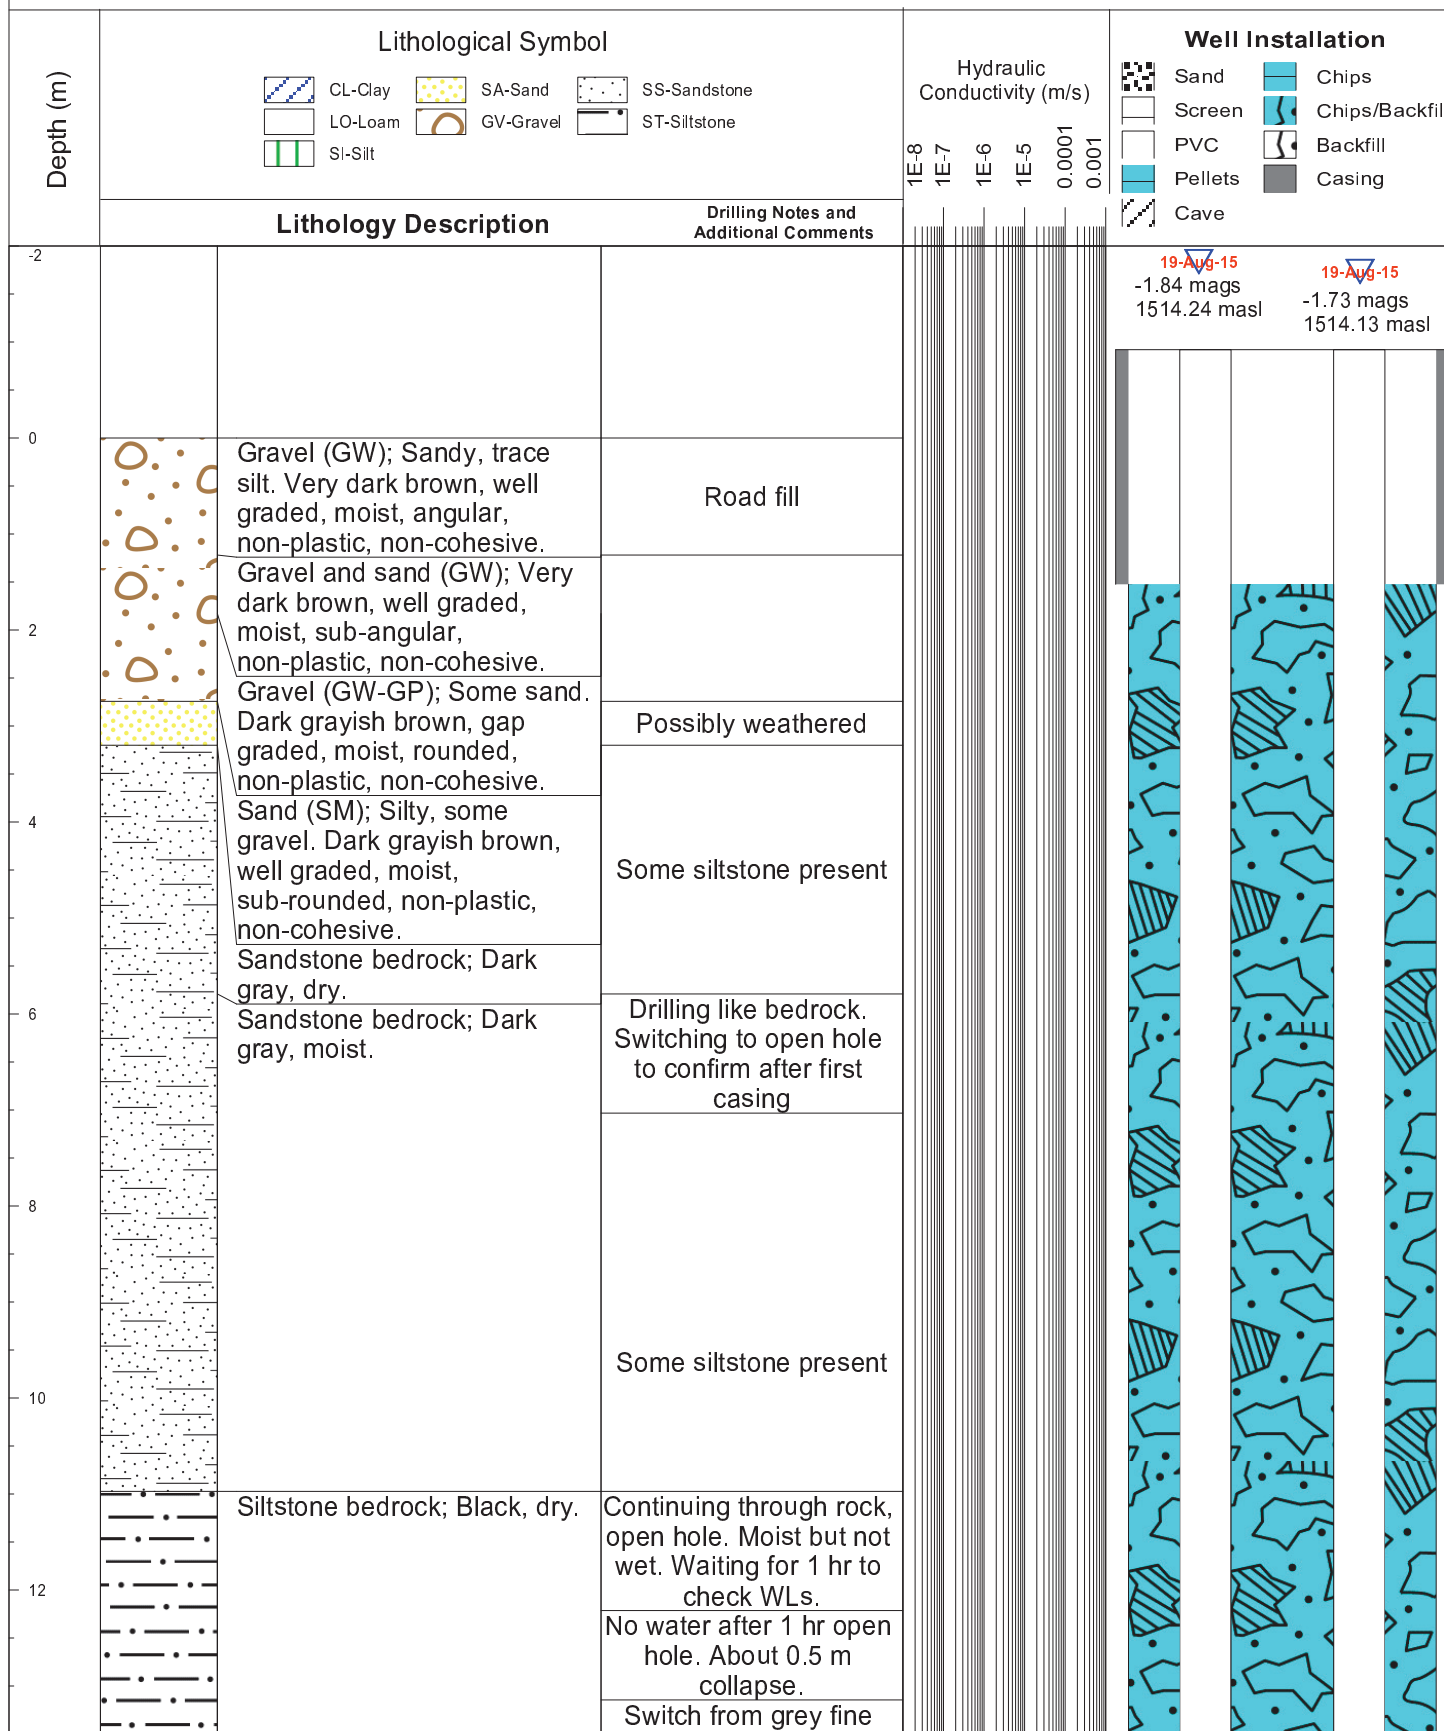 Depth (m)
Lithological Symbol
CL-Clay
SA-Sand
SS-Sandstone
LO-Loam
GV-Gravel
ST-Siltstone
SI-Silt
Lithology Description
Drilling Notes and
Additional Comments
Hydraulic
Conductivity (m/s)
1E-8
1E-7
1E-6
1E-5
0.0001
0.001
Well Installation
Sand
Chips
Screen
Chips/Backfil
PVC
Backfill
Pellets
Casing
Cave
-2
19-Aug-15
-1.84 mags
1514.24 masl
19-Aug-15
-1.73 mags
1514.13 masl
0
Gravel (GW); Sandy, trace
silt. Very dark brown, well
graded, moist, angular,
non-plastic, non-cohesive.
Road fill
Gravel and sand (GW); Very
dark brown, well graded,
moist, sub-angular,
non-plastic, non-cohesive.
2
Gravel (GW-GP); Some sand.
Dark grayish brown, gap
graded, moist, rounded,
non-plastic, non-cohesive.
Possibly weathered
Sand (SM); Silty, some
gravel. Dark grayish brown,
well graded, moist,
sub-rounded, non-plastic,
non-cohesive.
4
Some siltstone present
Sandstone bedrock; Dark
gray, dry.
Sandstone bedrock; Dark
gray, moist.
6
Drilling like bedrock.
Switching to open hole
to confirm after first
casing
8
Some siltstone present
10
Siltstone bedrock; Black, dry.
Continuing through rock,
open hole. Moist but not
wet. Waiting for 1 hr to
check WLs.
12
No water after 1 hr open
hole. About 0.5 m
collapse.
Switch from grey fine